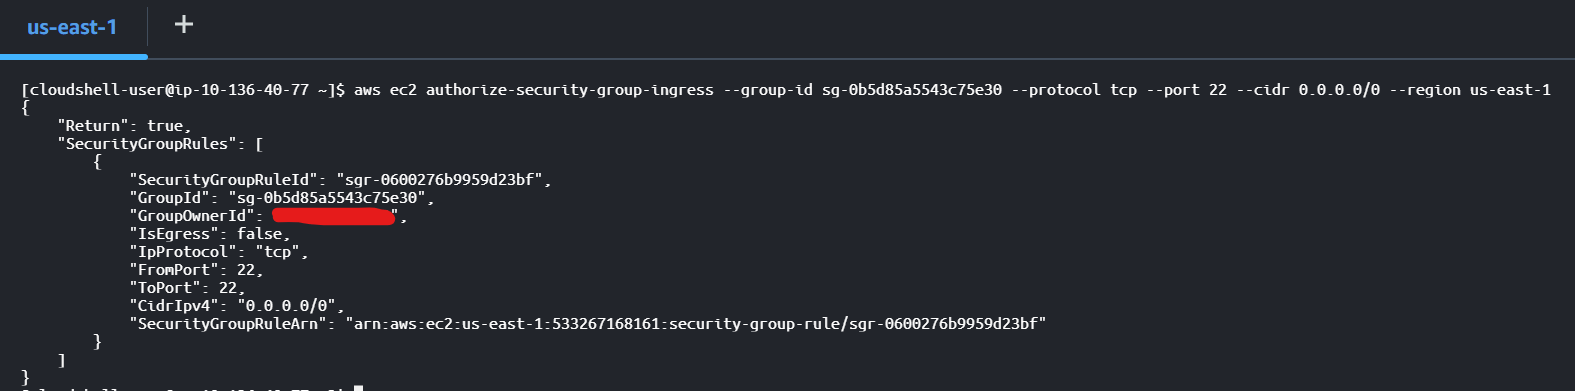 us-east-1 +
[cloudshell-user@ip-10-136-40-77 ~]$ aws ec2 authorize-security-group-ingress --group-id sg-0b5d85a5543c75e30 --protocol tcp --port 22 --cidr 0.0.0.0/0 --region us-east-1
{
    "Return": true,
    "SecurityGroupRules": [
        {
            "SecurityGroupRuleId": "sgr-0600276b9959d23bf",
            "GroupId": "sg-0b5d85a5543c75e30",
            "GroupOwnerId": ",
            "IsEgress": false,
            "IpProtocol": "tcp",
            "FromPort": 22,
            "ToPort": 22,
            "CidrIpv4": "0.0.0.0/0",
            "SecurityGroupRuleArn": "arn:aws:ec2:us-east-1:533267168161:security-group-rule/sgr-0600276b9959d23bf"
        }
    ]
}